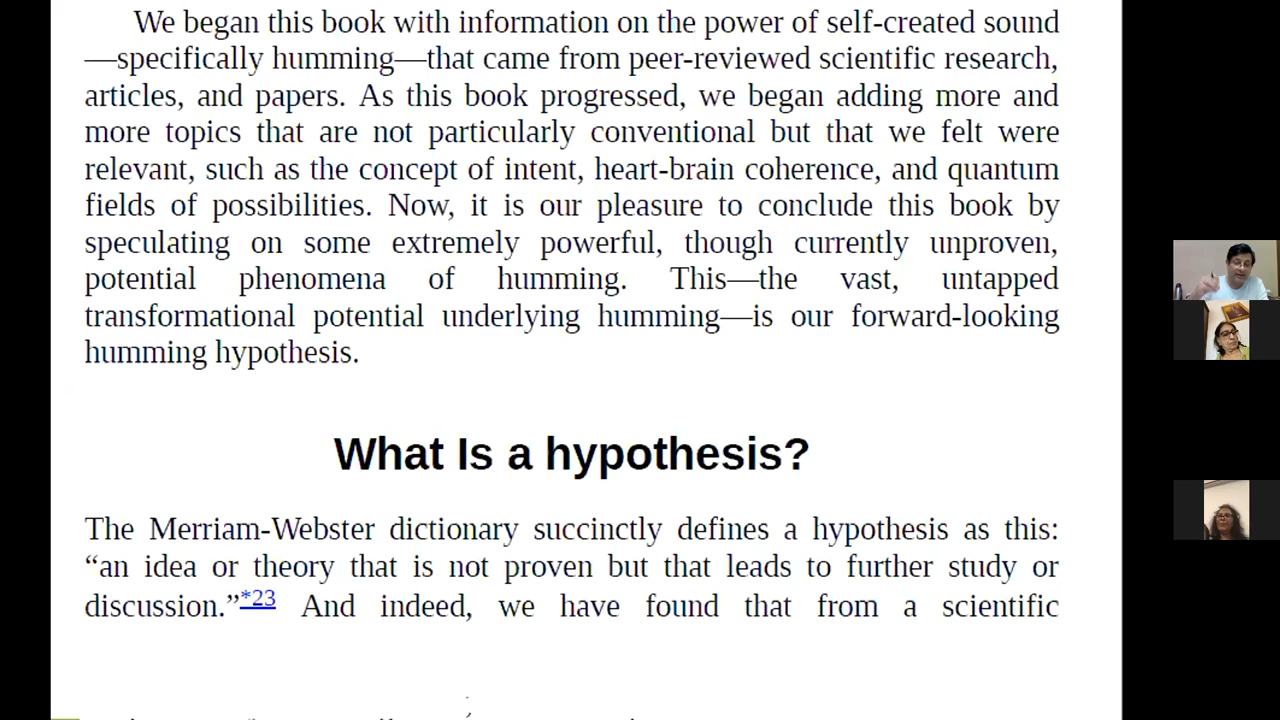 We began this book with information on the power of self-created sound
—specifically humming—that came from peer-reviewed scientific research,
articles, and papers. As this book progressed, we began adding more and
more topics that are not particularly conventional but that we felt were
relevant, such as the concept of intent, heart-brain coherence, and quantum
fields of possibilities. Now, it is our pleasure to conclude this book by
speculating on some extremely powerful, though currently unproven,
potential phenomena of humming. This—the vast, untapped
transformational potential underlying humming—is our forward-looking
humming hypothesis.
What Is a hypothesis?
The Merriam-Webster dictionary succinctly defines a hypothesis as this:
“an idea or theory that is not proven but that leads to further study or
discussion.”*23 And indeed, we have found that from a scientific